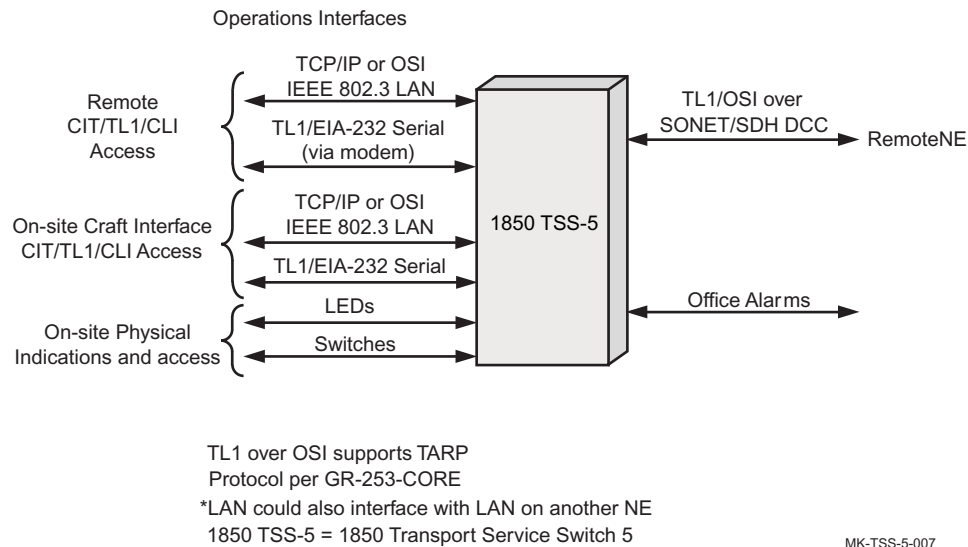 Operations Interfaces
TCP/IP or OSI
IEEE 802.3 LAN
Remote
CIT/TL1/CLI
Access
TL1/EIA-232 Serial
(via modem)
TL1/OSI over
SONET/SDH DCC
RemoteNE
On-site Craft Interface
CIT/TL1/CLI Access
TCP/IP or OSI
IEEE 802.3 LAN
TL1/EIA-232 Serial
1850 TSS-5
On-site Physical
Indications and access
LEDs
Switches
Office Alarms
TL1 over OSI supports TARP
Protocol per GR-253-CORE
*LAN could also interface with LAN on another NE
1850 TSS-5 = 1850 Transport Service Switch 5
MK-TSS-5-007